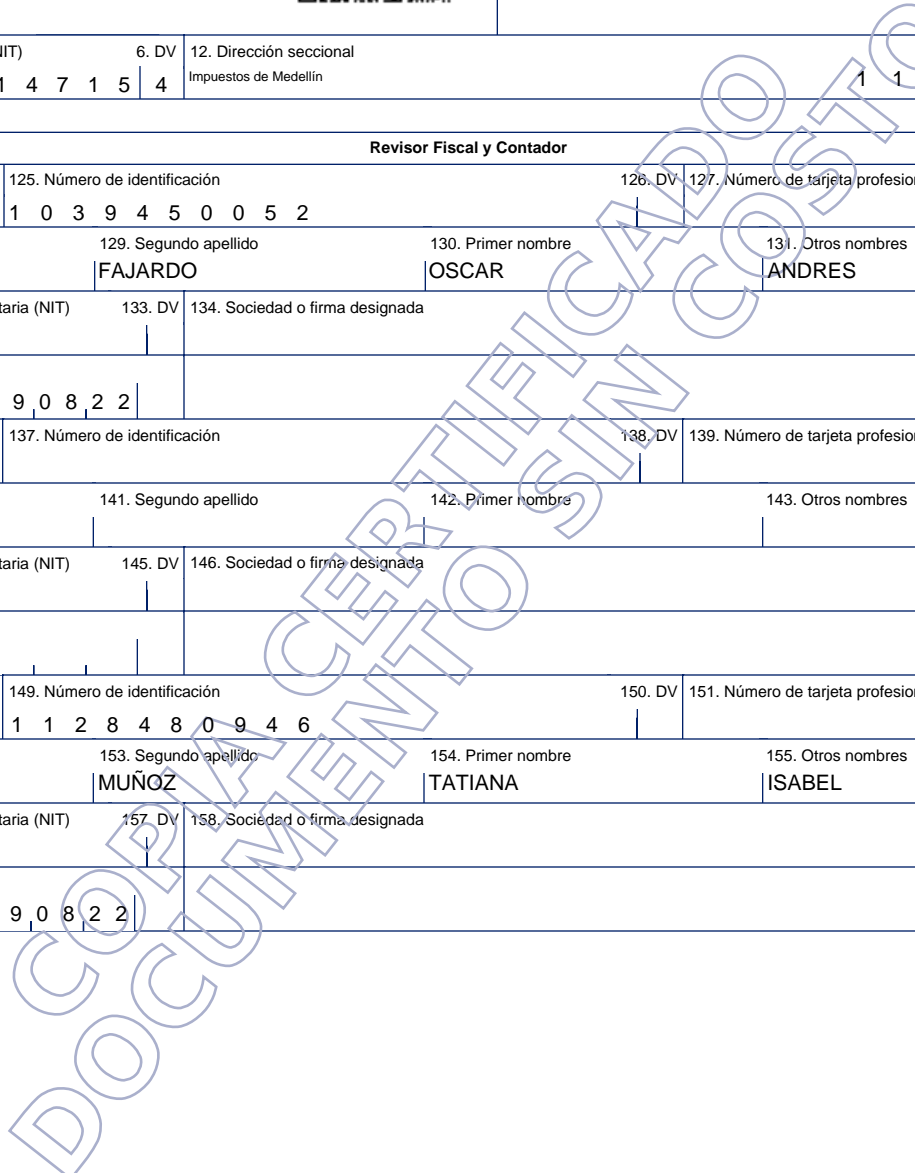 IIT) 6. DV 12. Dirección seccional
1 4 7 1 5 4 Impuestos de Medellín 1 1
Revisor Fiscal y Contador
125. Número de identificación 126. DV 127. Número de tarjeta profesion
1 0 3 9 4 5 0 0 5 2
129. Segundo apellido 130. Primer nombre 131. Otros nombres
FAJARDO OSCAR ANDRES
taria (NIT) 133. DV 134. Sociedad o firma designada
9 0 8 2 2
137. Número de identificación 138. DV 139. Número de tarjeta profesion
141. Segundo apellido 142. Primer nombre 143. Otros nombres
taria (NIT) 145. DV 146. Sociedad o firma designada
149. Número de identificación 150. DV 151. Número de tarjeta profesion
1 1 2 8 4 8 0 9 4 6
153. Segundo apellido 154. Primer nombre 155. Otros nombres
MUÑOZ TATIANA ISABEL
taria (NIT) 157. DV 158. Sociedad o firma designada
9 0 8 2 2
COPIA CERTIFICADO
DOCUMENTO SIN COSTO